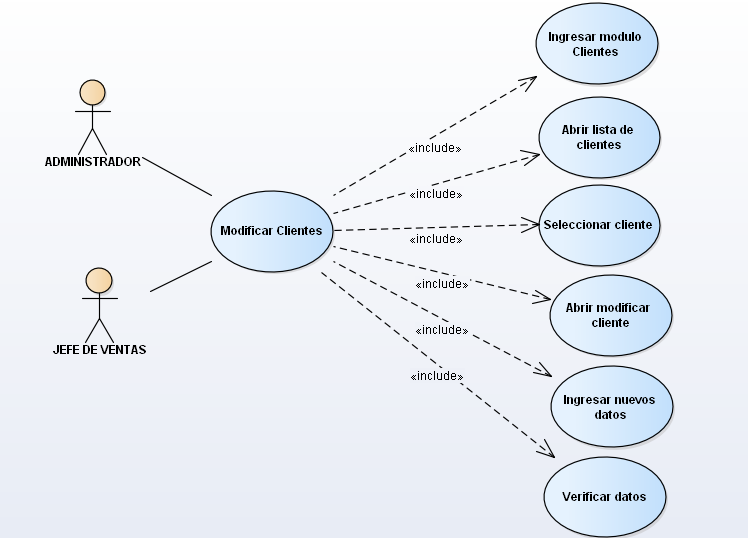 Ingresar modulo
Clientes
ADMINISTRADOR
«include»
Abrir lista de
clientes
«include»
Modificar Clientes
Seleccionar cliente
«include»
JEFE DE VENTAS
«include»
Abrir modificar
cliente
«include»
Ingresar nuevos
datos
«include»
Verificar datos